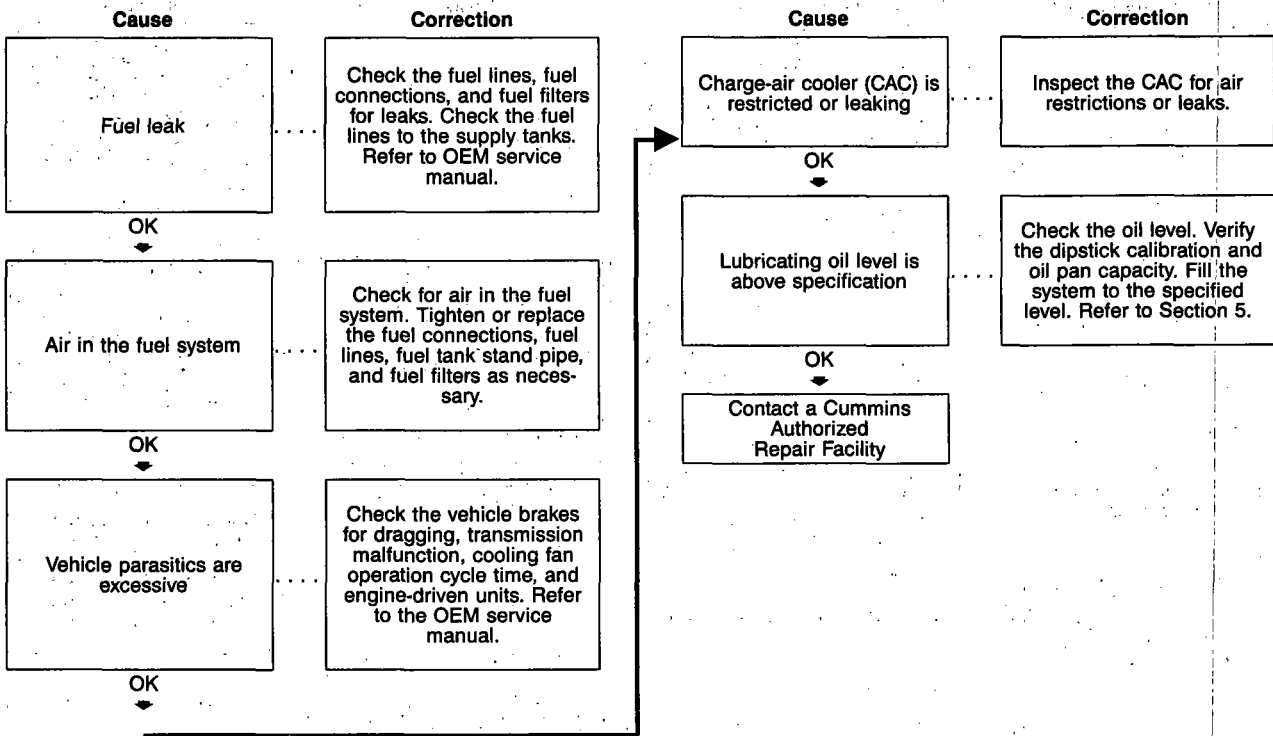 Cause
Correction
Fuel leak
Check the fuel lines, fuel
connections, and fuel filters
for leaks. Check the fuel
lines to the supply tanks.
Refer to OEM service
manual.
OK
Air in the fuel system
Check for air in the fuel
system. Tighten or replace
the fuel connections, fuel
lines, fuel tank stand pipe,
and fuel filters as neces-
sary.
OK
Vehicle parasitics are
excessive
Check the vehicle brakes
for dragging, transmission
malfunction, cooling fan
operation cycle time, and
engine-driven units. Refer
to the OEM service
manual.
OK
Cause
Correction
Charge-air cooler (CAC) is
restricted or leaking
Inspect the CAC for air
restrictions or leaks.
OK
Lubricating oil level is
above specification
Check the oil level. Verify
the dipstick calibration and
oil pan capacity. Fill the
system to the specified
level. Refer to Section 5.
OK
Contact a Cummins
Authorized
Repair Facility